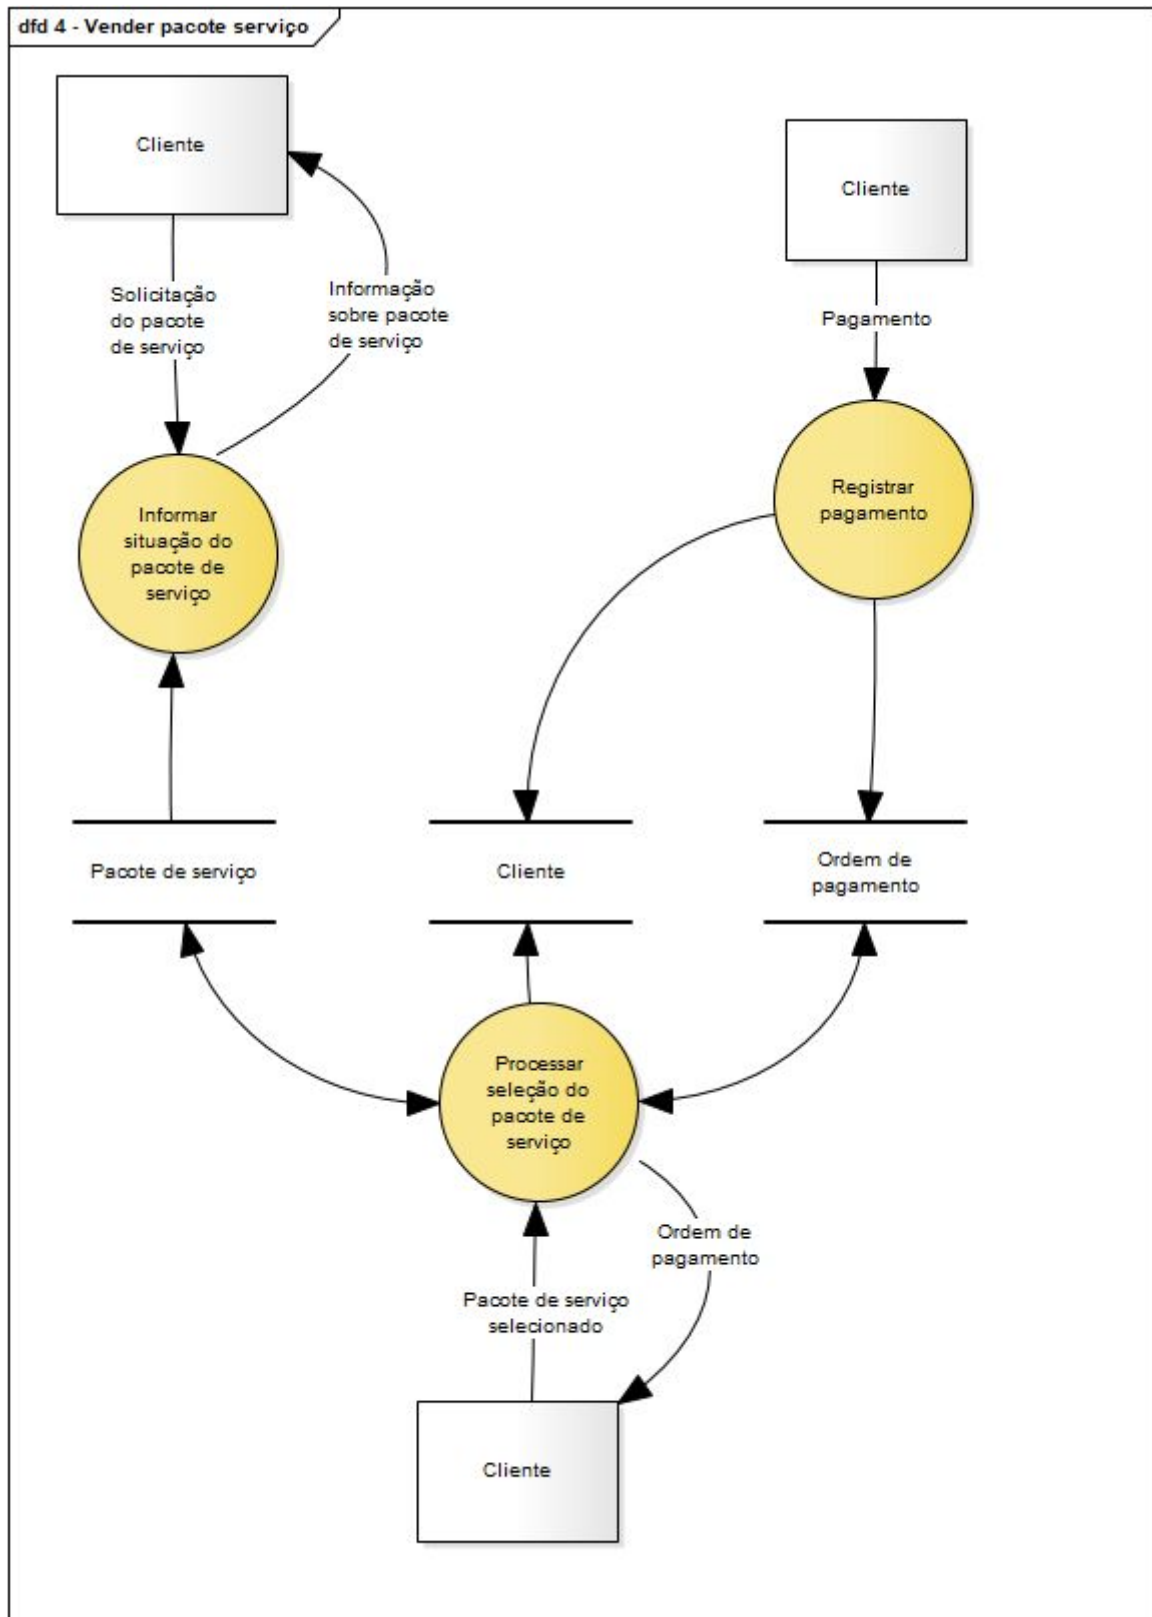 dfd 4 - Vender pacote serviço
Cliente
Cliente
Solicitação
do pacote
de serviço
Informação
sobre pacote
de serviço
Pagamento
Informar
situação do
pacote de
serviço
Registrar
pagamento
Pacote de serviço
Cliente
Ordem de
pagamento
Processar
seleção do
pacote de
serviço
Ordem de
pagamento
Pacote de serviço
selecionado
Cliente